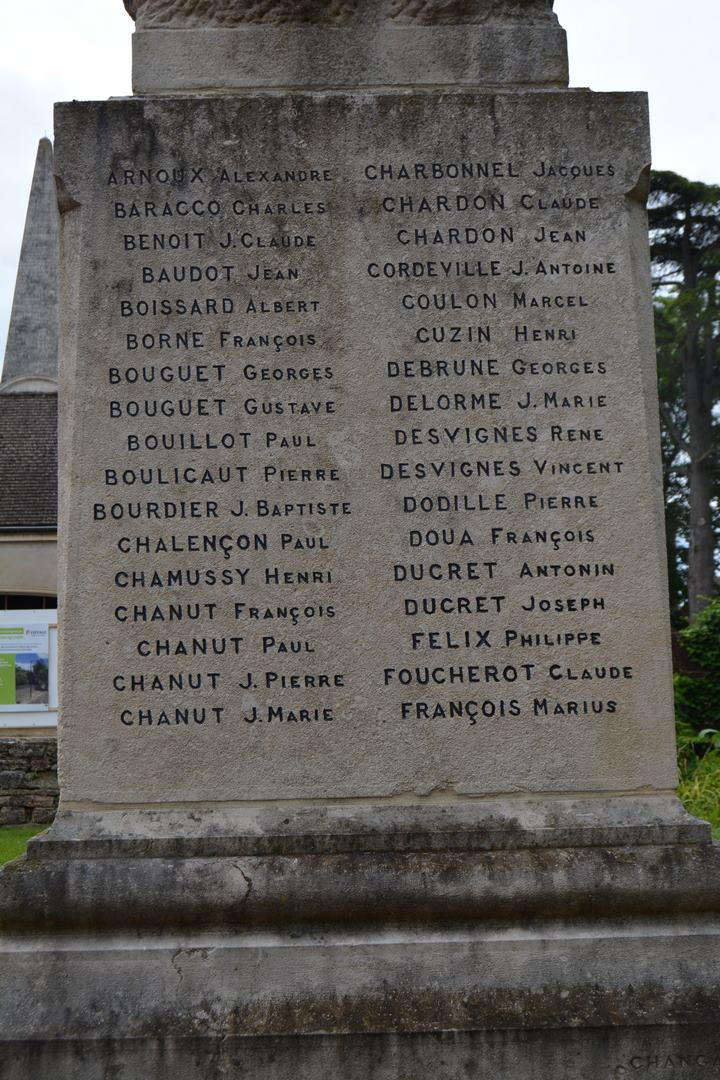 ARNOUX ALEXANDRE
BARACCO CHARLES
BENOIT J.CLAUDE
BAUDOT JEAN
BOISSARD ALBERT
BORNE FRANÇOIS
BOUGUET GEORGES
BOUGUET GUSTAVE
BOUILLOT PAUL
BOULICAUT PIERRE
BOURDIER J. BAPTISTE
CHALENÇON PAUL
CHAMUSSY HENRI
CHANUT FRANÇOIS
CHANUT PAUL
CHANUT J.PIERRE
CHANUT J.MARIE
CHARBONNEL JACQUES
CHARDON CLAUDE
CHARDON JEAN
CORDEVILLE J. ANTOINE
COULON MARCEL
CUZIN HENRI
DEBRUNE GEORGES
DELORME J.MARIE
DESVIGNES RENE
DESVIGNES VINCENT
DODILLE PIERRE
DOUA FRANÇOIS
DUCRET ANTONIN
DUCRET JOSEPH
FELIX PHILIPPE
FOUCHEROT CLAUDE
FRANÇOIS MARIUS